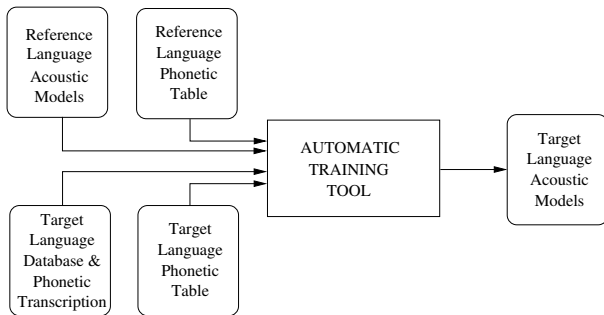 Reference
Language
Acoustic
Models
Reference
Language
Phonetic
Table
AUTOMATIC
TRAINING
TOOL
Target
Language
Acoustic
Models
Target
Language
Database &
Phonetic
Transcription
Target
Language
Phonetic
Table